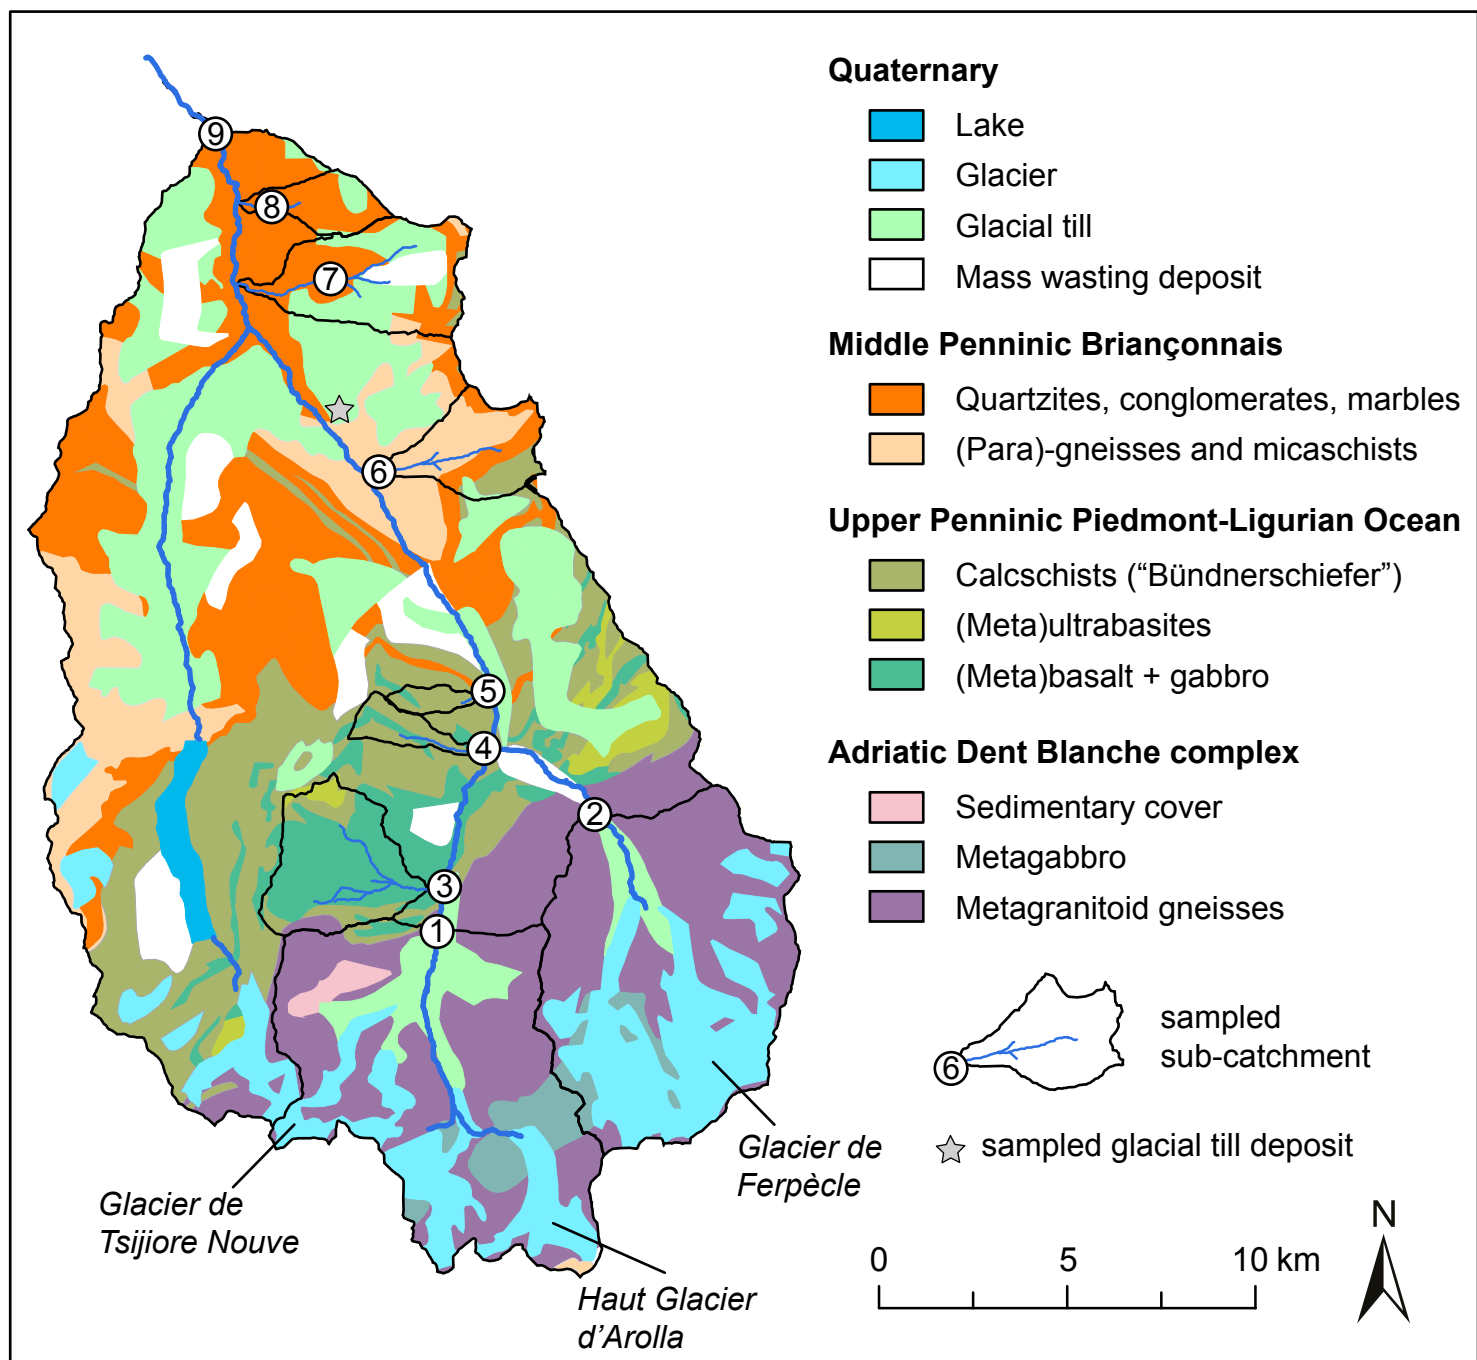 Quaternary
Lake
Glacier
Glacial till
Mass wasting deposit
Middle Penninic Briançonnais
Quartzites, conglomerates, marbles
(Para)-gneisses and micaschists
Upper Penninic Piedmont-Ligurian Ocean
Calcschists (“Bündnerschiefer”)
(Meta)ultrabasites
(Meta)basalt + gabbro
Adriatic Dent Blanche complex
Sedimentary cover
Metagabbro
Metagranitoid gneisses
6
sampled
sub-catchment
sampled glacial till deposit
0 5 10 km
N
9
8
7
6
5
4
2
3
1
Glacier de
Tsijiore Nouve
Glacier de
Ferpècle
Haut Glacier
d’Arolla